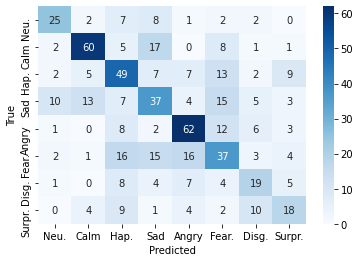 25 2 7 8 1 2 2 0
2 60 5 17 0 8 1 1
2 5 49 7 7 13 2 9
10 13 7 37 4 15 5 3
1 0 8 2 62 12 6 3
2 1 16 15 16 37 3 4
1 0 8 4 7 4 19 5
0 4 9 1 4 2 10 18
Neu. Calm Hap. Sad Angry Fear. Disg. Surpr.
Predicted
True
Neu.
Calm
Hap.
Sad
Angry
Fear.
Disg.
Surpr.
60
50
40
30
20
10
0